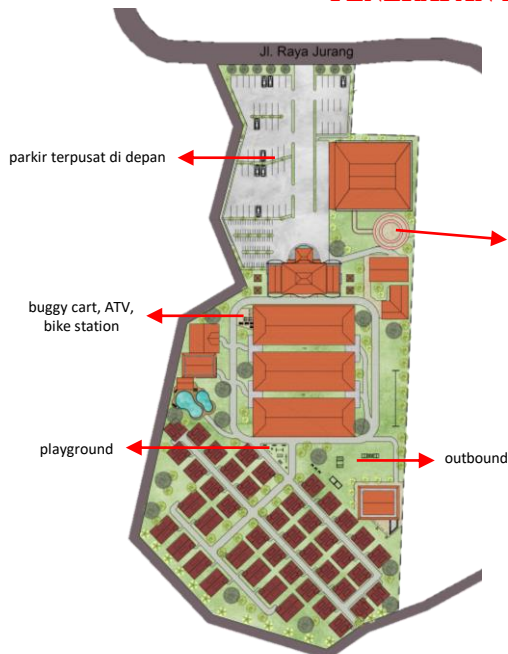 Jl. Raya Jurang
parkir terpusat di depan
buggy cart, ATV,
bike station
playground
outbound